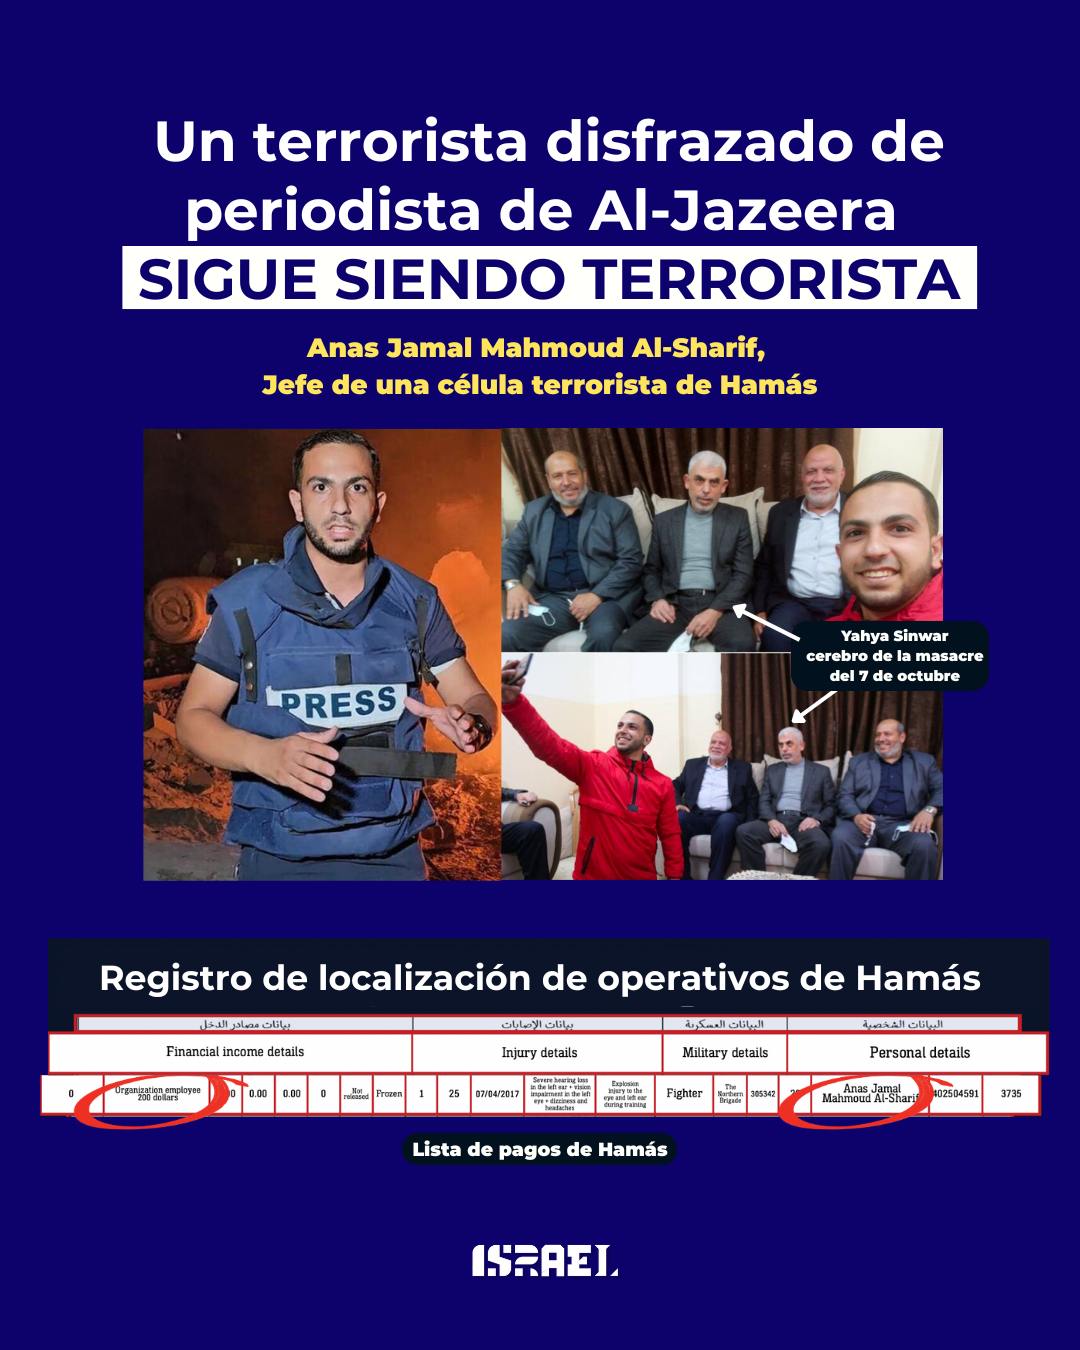 Un terrorista disfrazado de
periodista de Al-Jazeera
SIGUE SIENDO TERRORISTA
Anas Jamal Mahmoud Al-Sharif,
Jefe de una célula terrorista de Hamás
PRESS
Yahya Sinwar
cerebro de la masacre
del 7 de octubre
Registro de localización de operativos de Hamás
بيانات مصادر الدخل
بيانات الإصابات
البيانات العسكرية
البيانات الشخصية
Financial income details
Injury details
Military details
Personal details
0
Organization employee
200 dollars
0.00
0.00
0
Not
released
Frozen
1
25
07/04/2017
Severe hearing loss
in the left ear + vision
impairment in the left
eye + dizziness and
headaches
Explosion
injury to the
eye and left ear
during training
Fighter
The
Northern
Brigade
305342
Anas Jamal
Mahmoud Al-Sharif
402504591
3735
Lista de pagos de Hamás
ISRAEL